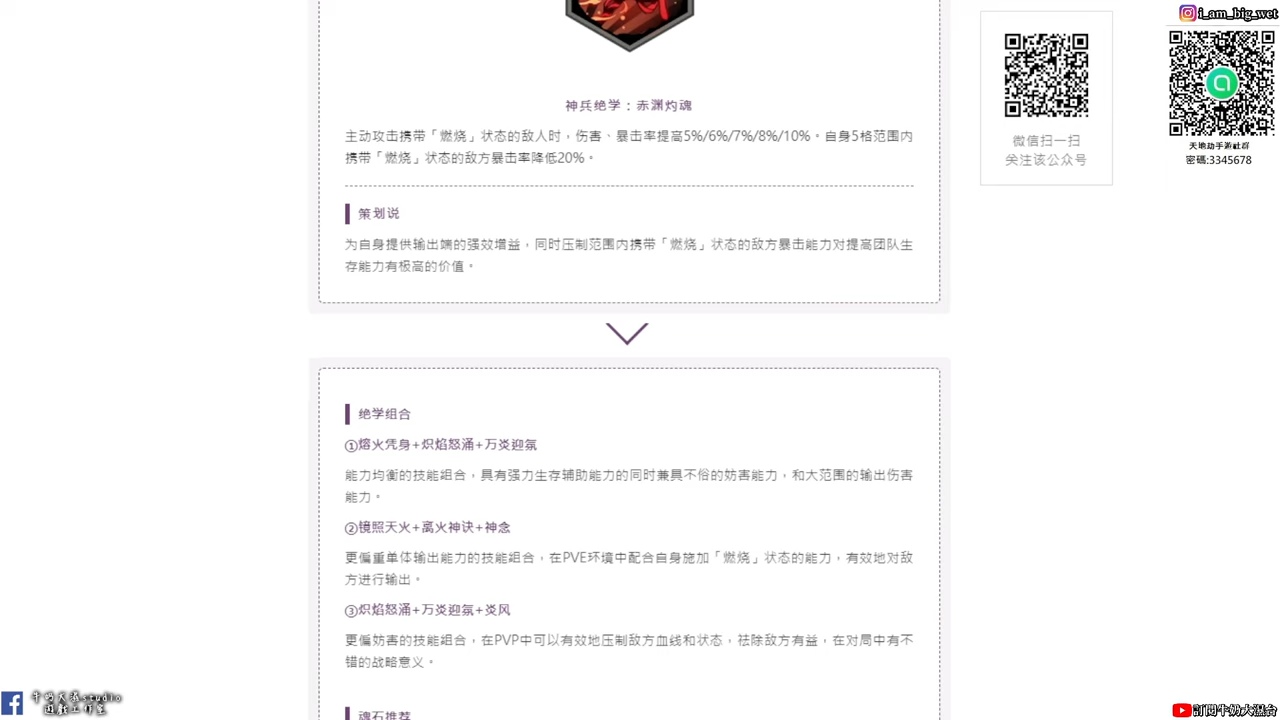 i_am_big_wet
天地劫手游社群
密碼:3345678
微信扫一扫
关注该公众号
神兵绝学：赤渊灼魂
主动攻击携带「燃烧」状态的敌人时，伤害、暴击率提高5%/6%/7%/8%/10%。自身5格范围内
携带「燃烧」状态的敌方暴击率降低20%。
策划说
为自身提供输出端的强效增益，同时压制范围内携带「燃烧」状态的敌方暴击能力对提高团队生
存能力有极高的价值。
绝学组合
①熔火凭身+炽焰怒涌+万炎迎氛
能力均衡的技能组合，具有强力生存辅助能力的同时兼具不俗的妨害能力，和大范围的输出伤害
能力。
②镜照天火+离火神诀+神念
更偏重单体输出能力的技能组合，在PVE环境中配合自身施加「燃烧」状态的能力，有效地对敌
方进行输出。
③炽焰怒涌+万炎迎氛+炎风
更偏妨害的技能组合，在PVP中可以有效地压制敌方血线和状态，祛除敌方有益，在对局中有不
错的战略意义。
魂石推荐
studio
遊戲工作室
訂閱牛奶大混合